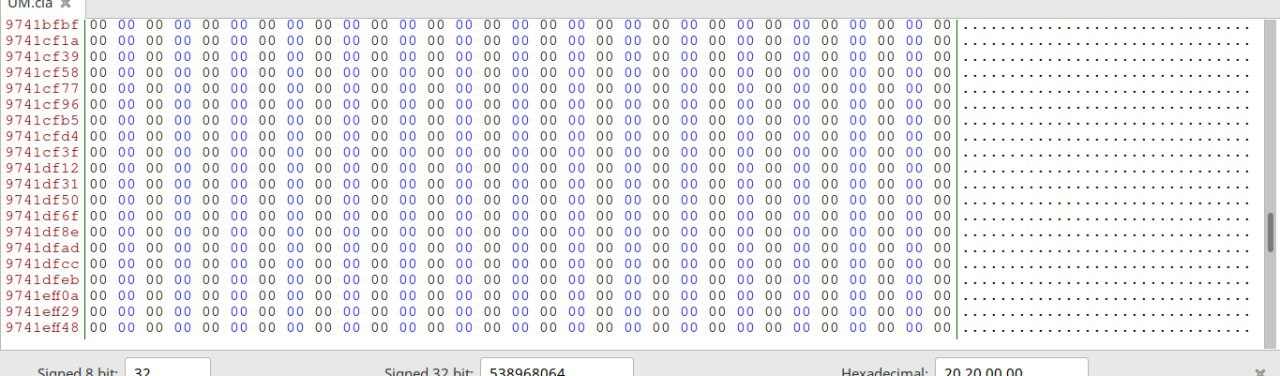 UM.cia
9741bfbf 00 00 00 00 00 00 00 00 00 00 00 00 00 00 00 00 00 00 00 00 00 00 00 00 00 00 00 00 00 00 00 ...............................
9741cf1a 00 00 00 00 00 00 00 00 00 00 00 00 00 00 00 00 00 00 00 00 00 00 00 00 00 00 00 00 00 00 00 ...............................
9741cf39 00 00 00 00 00 00 00 00 00 00 00 00 00 00 00 00 00 00 00 00 00 00 00 00 00 00 00 00 00 00 00 ...............................
9741cf58 00 00 00 00 00 00 00 00 00 00 00 00 00 00 00 00 00 00 00 00 00 00 00 00 00 00 00 00 00 00 00 ...............................
9741cf77 00 00 00 00 00 00 00 00 00 00 00 00 00 00 00 00 00 00 00 00 00 00 00 00 00 00 00 00 00 00 00 ...............................
9741cf96 00 00 00 00 00 00 00 00 00 00 00 00 00 00 00 00 00 00 00 00 00 00 00 00 00 00 00 00 00 00 00 ...............................
9741cfb5 00 00 00 00 00 00 00 00 00 00 00 00 00 00 00 00 00 00 00 00 00 00 00 00 00 00 00 00 00 00 00 ...............................
9741cfd4 00 00 00 00 00 00 00 00 00 00 00 00 00 00 00 00 00 00 00 00 00 00 00 00 00 00 00 00 00 00 00 ...............................
9741cf3f 00 00 00 00 00 00 00 00 00 00 00 00 00 00 00 00 00 00 00 00 00 00 00 00 00 00 00 00 00 00 00 ...............................
9741df12 00 00 00 00 00 00 00 00 00 00 00 00 00 00 00 00 00 00 00 00 00 00 00 00 00 00 00 00 00 00 00 ...............................
9741df31 00 00 00 00 00 00 00 00 00 00 00 00 00 00 00 00 00 00 00 00 00 00 00 00 00 00 00 00 00 00 00 ...............................
9741df50 00 00 00 00 00 00 00 00 00 00 00 00 00 00 00 00 00 00 00 00 00 00 00 00 00 00 00 00 00 00 00 ...............................
9741df6f 00 00 00 00 00 00 00 00 00 00 00 00 00 00 00 00 00 00 00 00 00 00 00 00 00 00 00 00 00 00 00 ...............................
9741df8e 00 00 00 00 00 00 00 00 00 00 00 00 00 00 00 00 00 00 00 00 00 00 00 00 00 00 00 00 00 00 00 ...............................
9741dfad 00 00 00 00 00 00 00 00 00 00 00 00 00 00 00 00 00 00 00 00 00 00 00 00 00 00 00 00 00 00 00 ...............................
9741dfcc 00 00 00 00 00 00 00 00 00 00 00 00 00 00 00 00 00 00 00 00 00 00 00 00 00 00 00 00 00 00 00 ...............................
9741dfeb 00 00 00 00 00 00 00 00 00 00 00 00 00 00 00 00 00 00 00 00 00 00 00 00 00 00 00 00 00 00 00 ...............................
9741eff0a 00 00 00 00 00 00 00 00 00 00 00 00 00 00 00 00 00 00 00 00 00 00 00 00 00 00 00 00 00 00 00 ...............................
9741eff29 00 00 00 00 00 00 00 00 00 00 00 00 00 00 00 00 00 00 00 00 00 00 00 00 00 00 00 00 00 00 00 ...............................
9741eff48 00 00 00 00 00 00 00 00 00 00 00 00 00 00 00 00 00 00 00 00 00 00 00 00 00 00 00 00 00 00 00 ...............................
Signed 8 bit: 32 Signed 32 bit: 538968064 Hexadecimal: 20 20 00 00